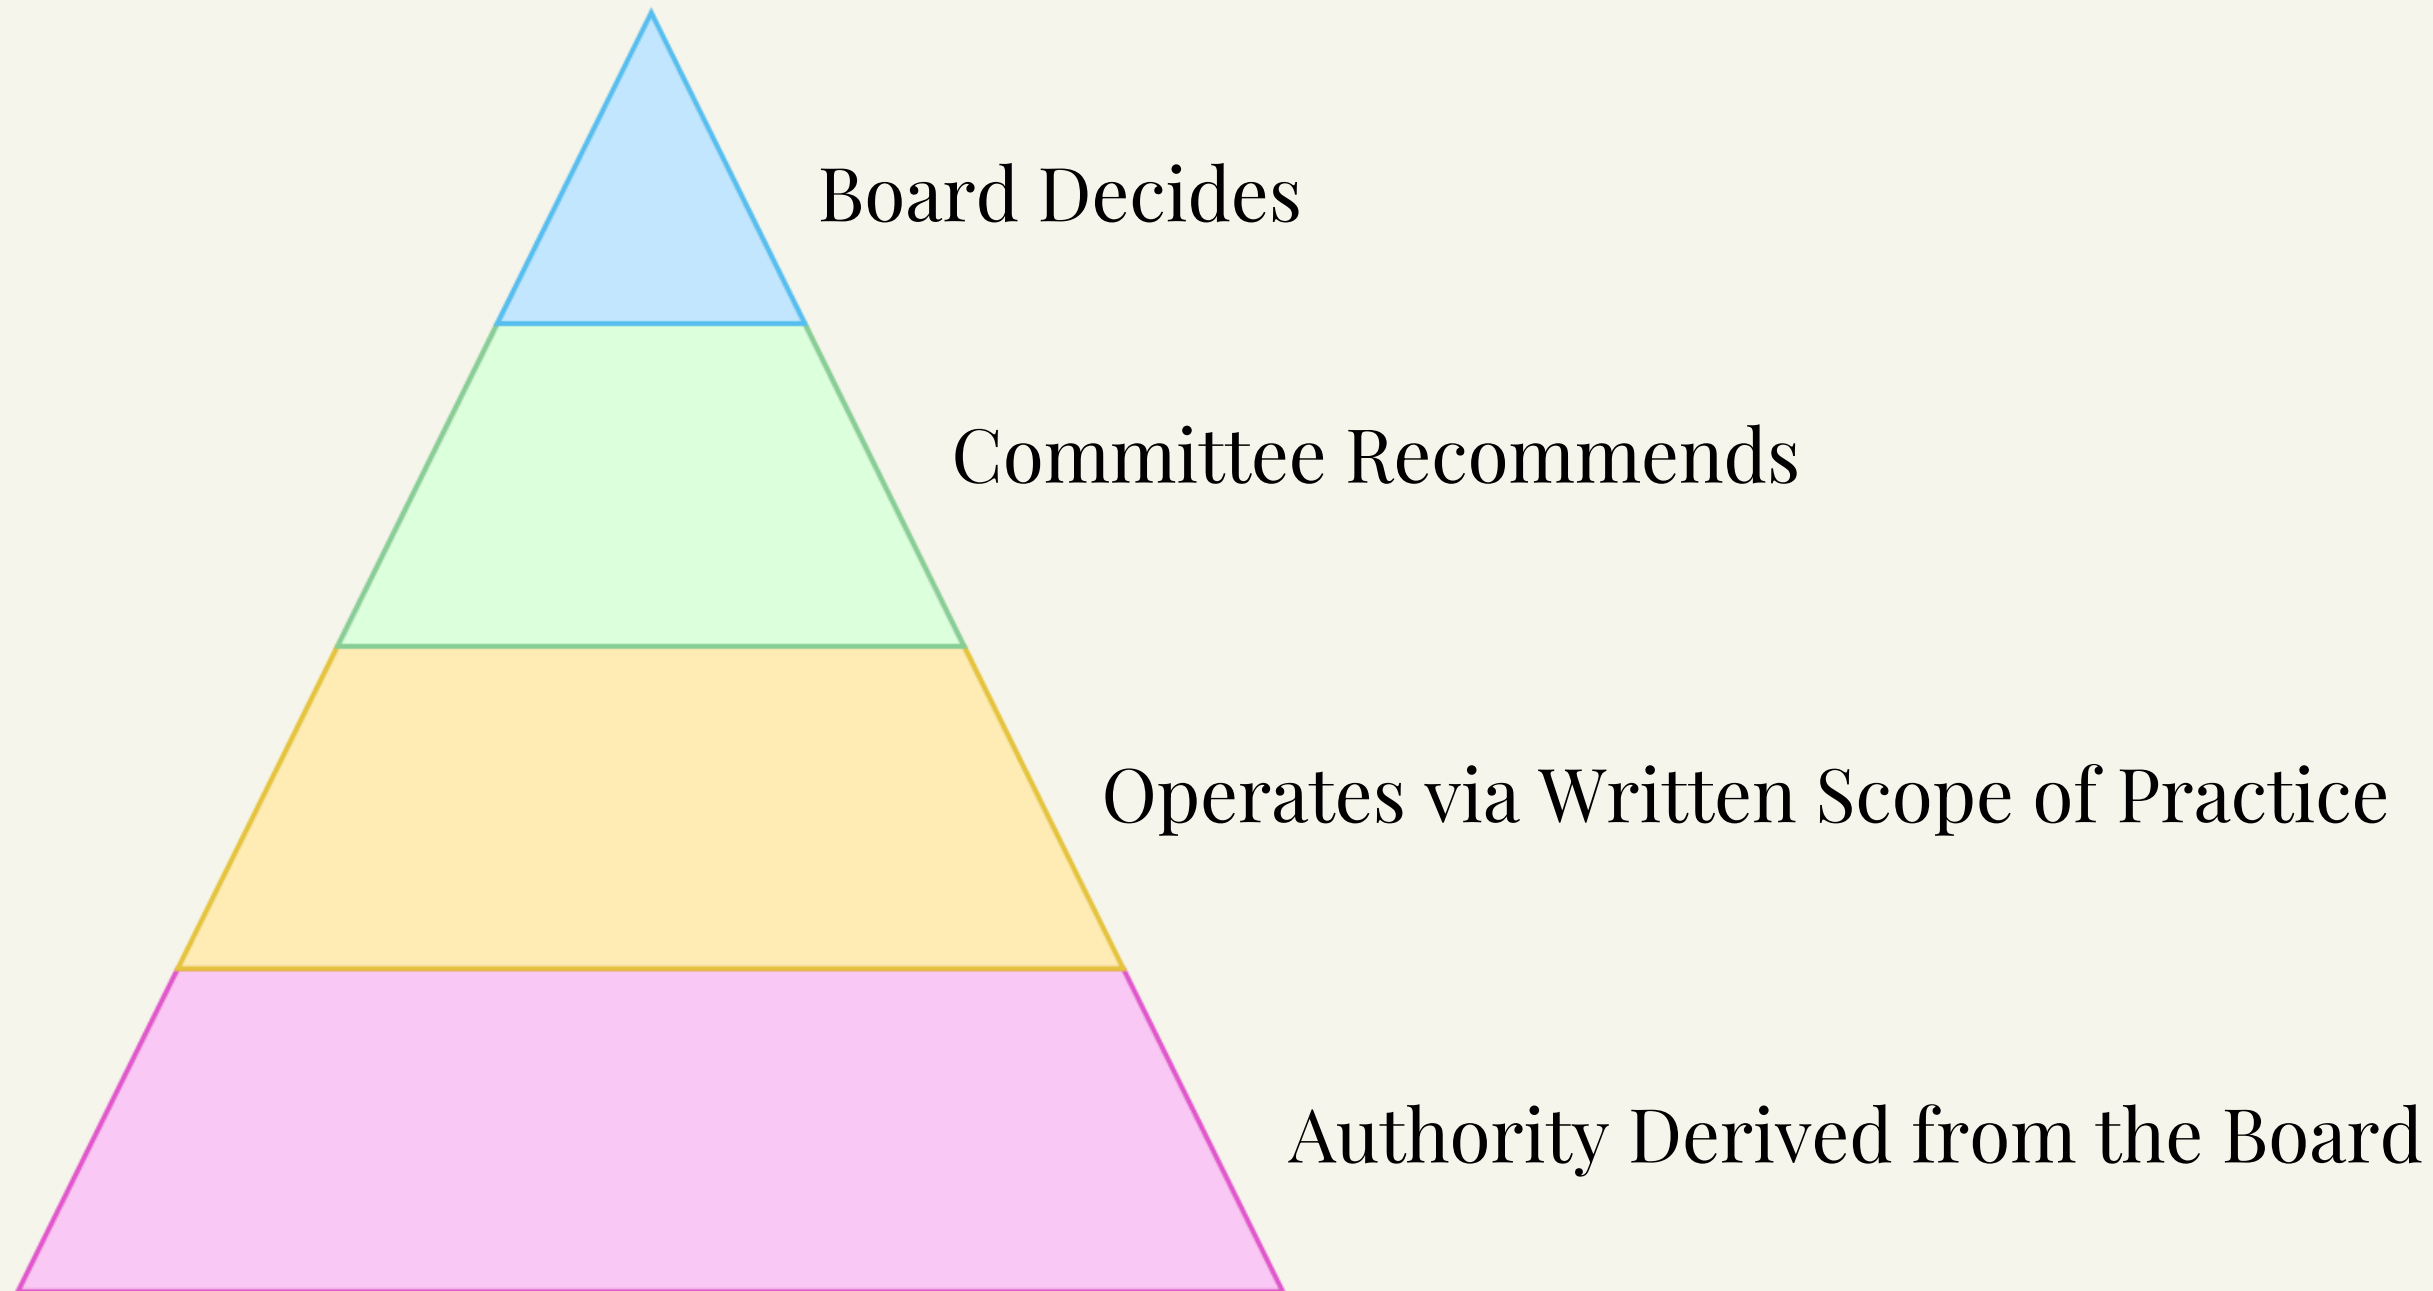 Board Decides
Committee Recommends
Operates via Written Scope of Practice
Authority Derived from the Board